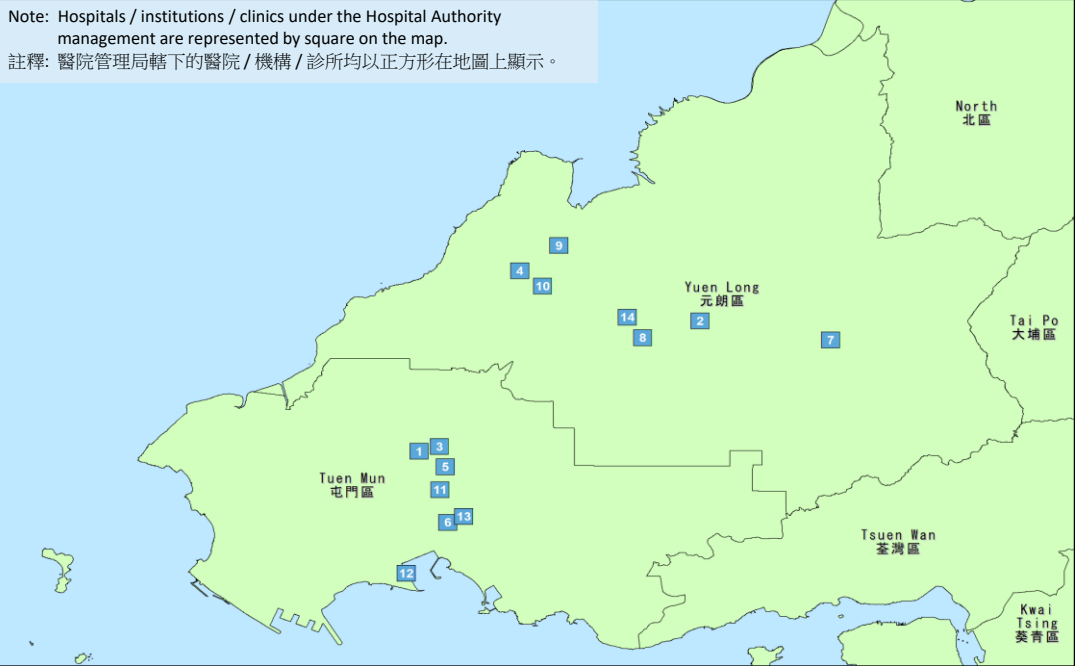 Note: Hospitals / institutions / clinics under the Hospital Authority
management are represented by square on the map.
註釋: 醫院管理局轄下的醫院 / 機構 / 診所均以正方形在地圖上顯示。
North
北區
9
4
10
Yuen Long
元朗區
14
2
8
7
Tai Po
大埔區
1
3
5
Tuen Mun
屯門區
11
6
13
12
Tsuen Wan
荃灣區
Kwai
Tsing
葵青區